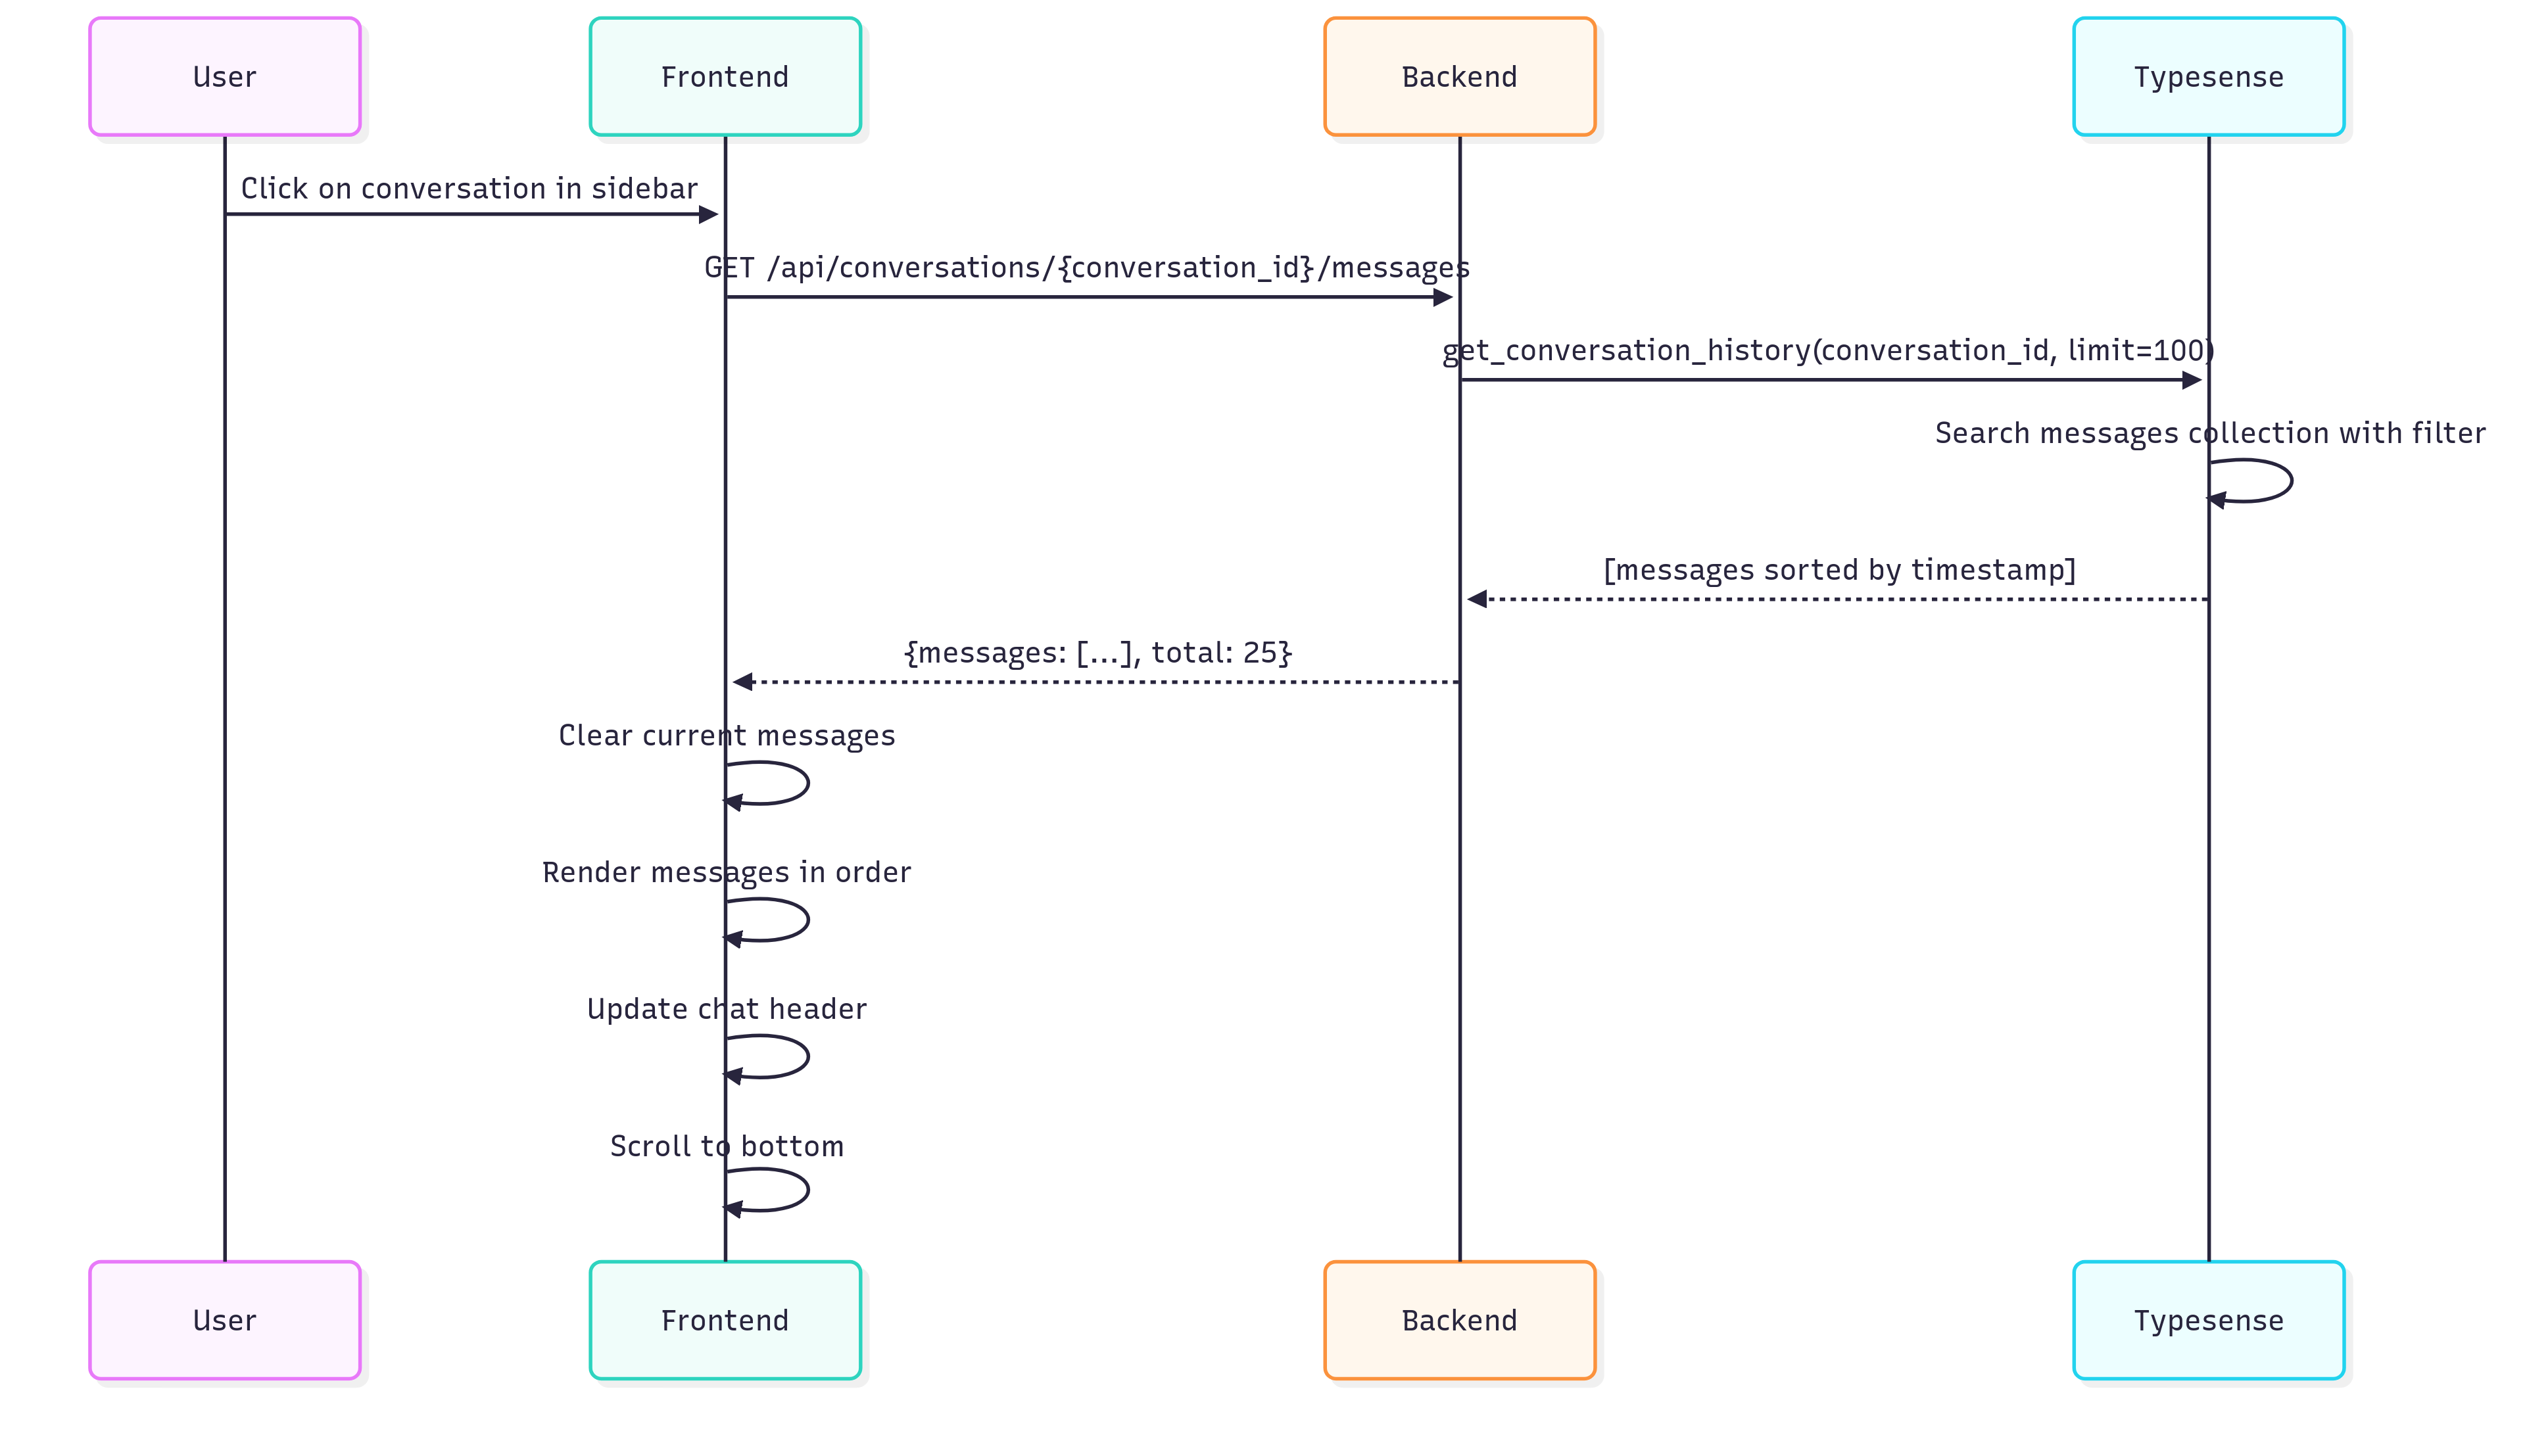 User
Frontend
Backend
Typesense
Click on conversation in sidebar
GET /api/conversations/{conversation_id}/messages
get_conversation_history(conversation_id, limit=100)
Search messages collection with filter
[messages sorted by timestamp]
{messages: [...], total: 25}
Clear current messages
Render messages in order
Update chat header
Scroll to bottom
User
Frontend
Backend
Typesense